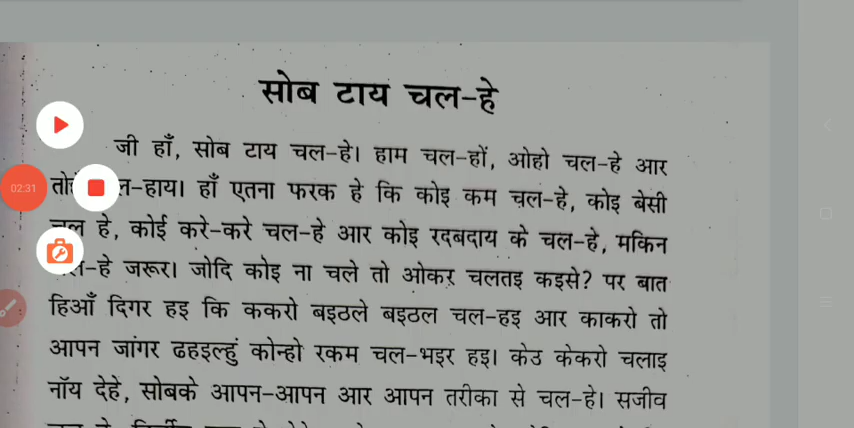 सोब टाय चल-हे
जी हाँ, सोब टाय चल-हे। हाम चल-हों, ओहो चल-हे आर
ल-हाय। हाँ एतना फरक हे कि कोइ कम चल-हे, कोइ बेसी
हे, कोई करे-करे चल-हे आर कोइ रदबदाय के चल-हे, मकिन
02:31
-हे जरूर। जोदि कोइ ना चले तो ओकर चलतइ कइसे? पर बात
हिआँ दिगर हइ कि ककरो बइठले बइठल चल-हइ आर काकरो तो
आपन जांगर ढहइल्हुं कोन्हो रकम चल-भइर हइ। केउ केकरो चलाइ
नॉय देहे, सोबके आपन-आपन आर आपन तरीका से चल-हे। सजीव